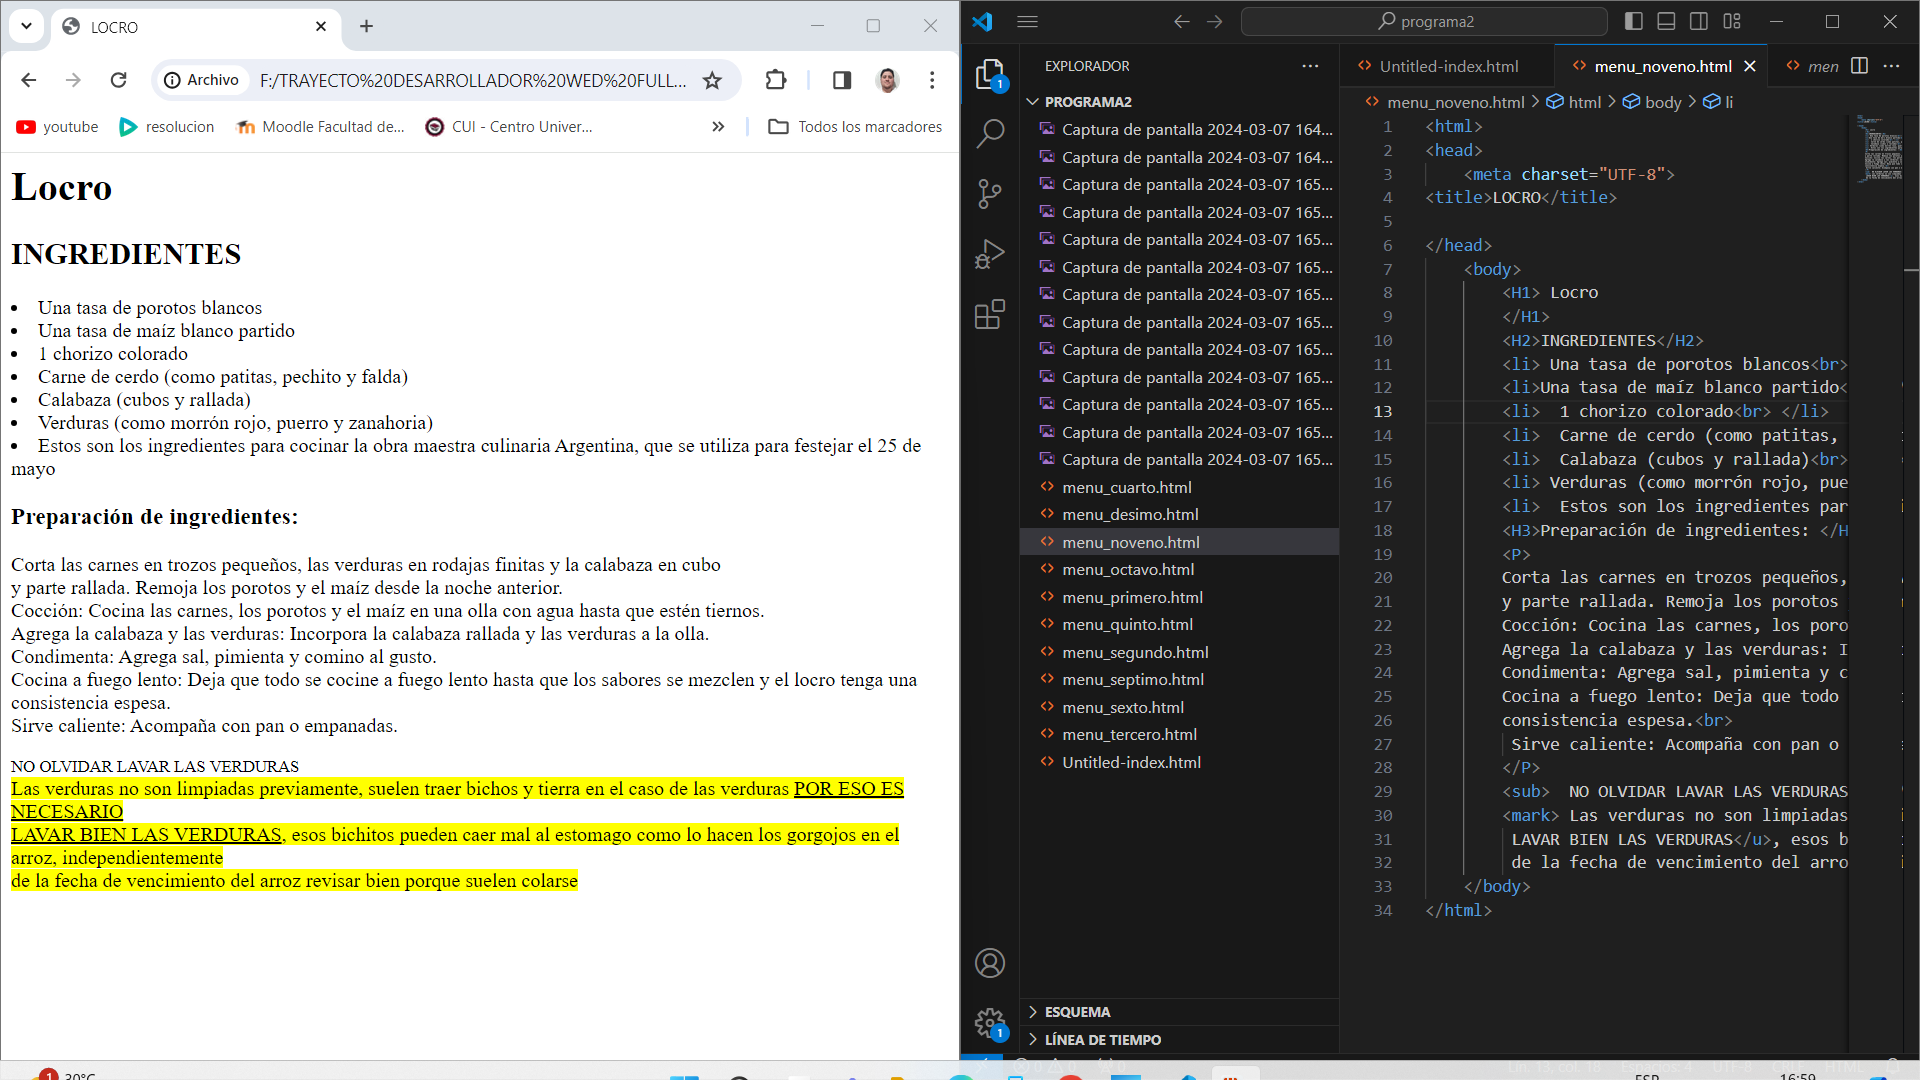 LOCRO
Archivo
F:/TRAYECTO%20DESARROLLADOR%20WED%20FULL...
youtube
resolucion
Moodle Facultad de...
CUI - Centro Univer...
Todos los marcadores
Locro
INGREDIENTES
• Una tasa de porotos blancos
• Una tasa de maíz blanco partido
• 1 chorizo colorado
• Carne de cerdo (como patitas, pechito y falda)
• Calabaza (cubos y rallada)
• Verduras (como morrón rojo, puerro y zanahoria)
• Estos son los ingredientes para cocinar la obra maestra culinaria Argentina, que se utiliza para festejar el 25 de
mayo
Preparación de ingredientes:
Corta las carnes en trozos pequeños, las verduras en rodajas finitas y la calabaza en cubo
y parte rallada. Remoja los porotos y el maíz desde la noche anterior.
Cocción: Cocina las carnes, los porotos y el maíz en una olla con agua hasta que estén tiernos.
Agrega la calabaza y las verduras: Incorpora la calabaza rallada y las verduras a la olla.
Condimenta: Agrega sal, pimienta y comino al gusto.
Cocina a fuego lento: Deja que todo se cocine a fuego lento hasta que los sabores se mezclen y el locro tenga una
consistencia espesa.
Sirve caliente: Acompaña con pan o empanadas.
NO OLVIDAR LAVAR LAS VERDURAS
Las verduras no son limpiadas previamente, suelen traer bichos y tierra en el caso de las verduras POR ESO ES
NECESARIO
LAVAR BIEN LAS VERDURAS, esos bichitos pueden caer mal al estomago como lo hacen los gorgojos en el
arroz, independientemente
de la fecha de vencimiento del arroz revisar bien porque suelen colarse
programa2
EXPLORADOR
PROGRAMA2
Captura de pantalla 2024-03-07 164...
Captura de pantalla 2024-03-07 164...
Captura de pantalla 2024-03-07 165...
Captura de pantalla 2024-03-07 165...
Captura de pantalla 2024-03-07 165...
Captura de pantalla 2024-03-07 165...
Captura de pantalla 2024-03-07 165...
Captura de pantalla 2024-03-07 165...
Captura de pantalla 2024-03-07 165...
Captura de pantalla 2024-03-07 165...
Captura de pantalla 2024-03-07 165...
Captura de pantalla 2024-03-07 165...
Captura de pantalla 2024-03-07 165...
menu_cuarto.html
menu_desimo.html
menu_noveno.html
menu_octavo.html
menu_primero.html
menu_quinto.html
menu_segundo.html
menu_septimo.html
menu_sexto.html
menu_tercero.html
Untitled-index.html
ESQUEMA
LÍNEA DE TIEMPO
1
1
Untitled-index.html
menu_noveno.html
men
menu_noveno.html > html > body > li
1 <html>
2 <head>
3 <meta charset="UTF-8">
4 <title>LOCRO</title>
5
6 </head>
7 <body>
8 <H1> Locro
9 </H1>
10 <H2>INGREDIENTES</H2>
11 <li> Una tasa de porotos blancos<br>
12 <li>Una tasa de maíz blanco partido<
13 <li> 1 chorizo colorado<br> </li>
14 <li> Carne de cerdo (como patitas,
15 <li> Calabaza (cubos y rallada)<br>
16 <li> Verduras (como morrón rojo, pue
17 <li> Estos son los ingredientes par
18 <H3>Preparación de ingredientes: </H
19 <P>
20 Corta las carnes en trozos pequeños,
21 y parte rallada. Remoja los porotos
22 Cocción: Cocina las carnes, los poro
23 Agrega la calabaza y las verduras: I
24 Condimenta: Agrega sal, pimienta y c
25 Cocina a fuego lento: Deja que todo
26 consistencia espesa.<br>
27 Sirve caliente: Acompaña con pan o
28 </P>
29 <sub> NO OLVIDAR LAVAR LAS VERDURAS
30 <mark> Las verduras no son limpiadas
31 LAVAR BIEN LAS VERDURAS</u>, esos b
32 de la fecha de vencimiento del arro
33 </body>
34 </html>
1
30°C
ESP
16:59